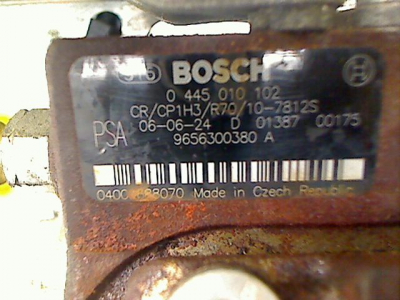 BOSCH
0 445 010 102
CR/CP1H3/R70/10-7812S
PSA 06-06-24 D 01387 00175
9656300380 A
Made in Czech Republic